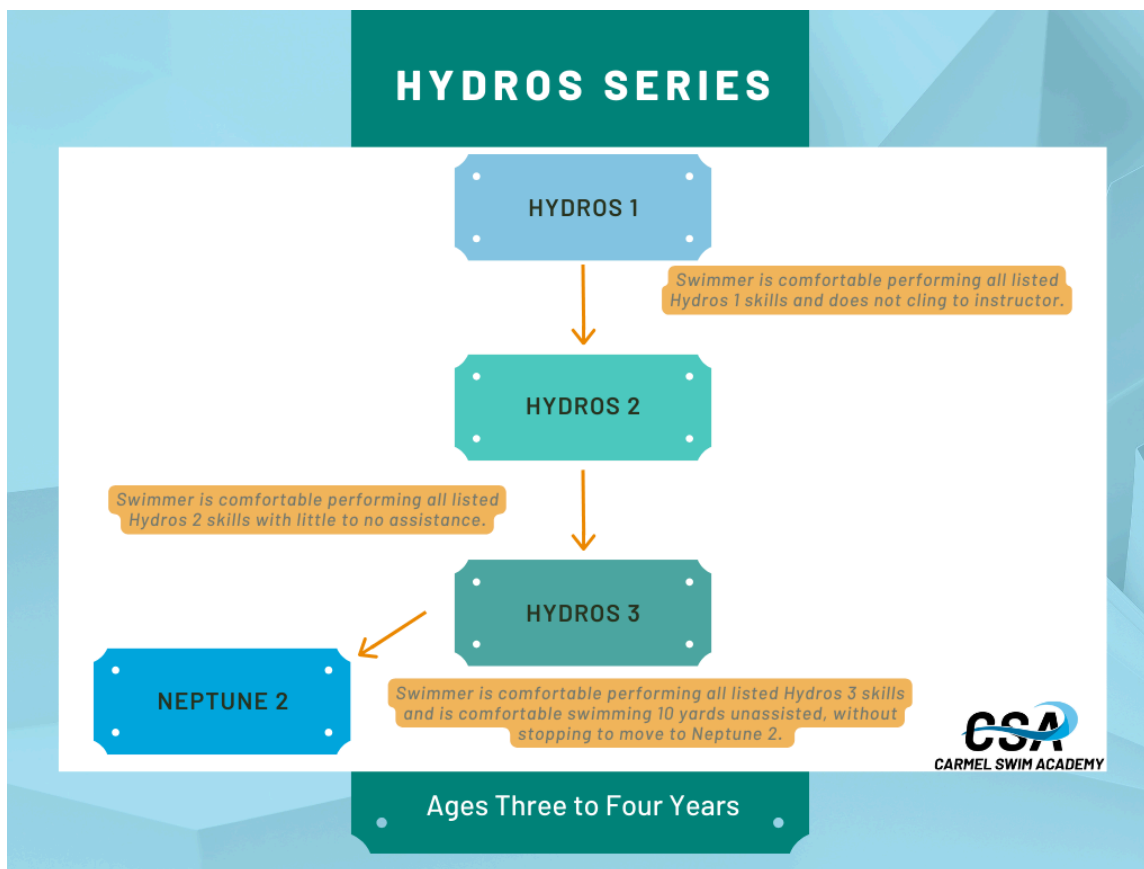 HYDROS SERIES
HYDROS 1
Swimmer is comfortable performing all listed
Hydros 1 skills and does not cling to instructor.
HYDROS 2
Swimmer is comfortable performing all listed
Hydros 2 skills with little to no assistance.
HYDROS 3
NEPTUNE 2
Swimmer is comfortable performing all listed Hydros 3 skills
and is comfortable swimming 10 yards unassisted, without
stopping to move to Neptune 2.
CSA
CARMEL SWIM ACADEMY
Ages Three to Four Years